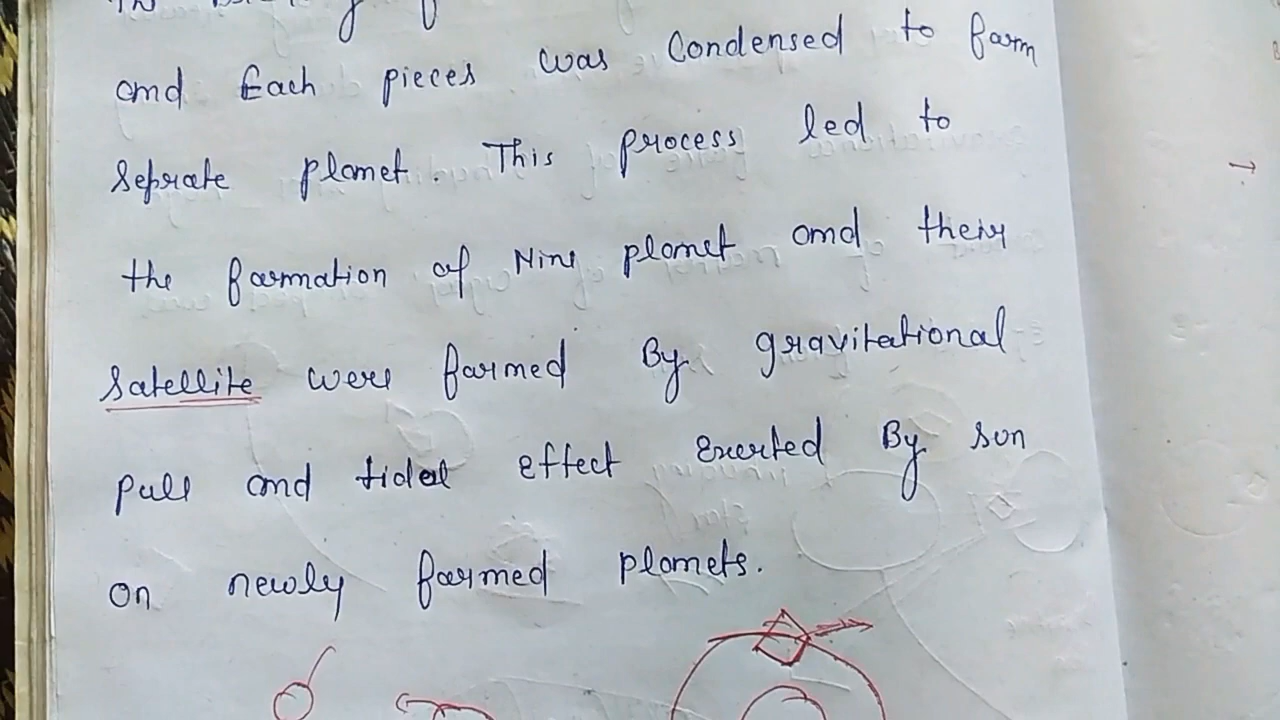 and Each pieces was Condensed to form
seprate planet. This process led to
the formation of Nine planet and their
satellite were formed By gravitational
pull and tidal effect Exerted By sun
on newly formed planets.